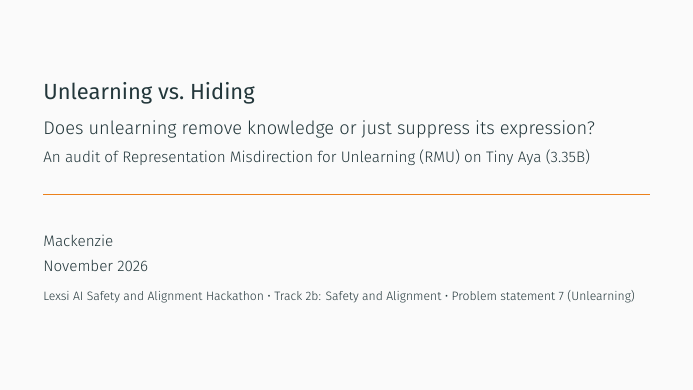 Unlearning vs. Hiding
Does unlearning remove knowledge or just suppress its expression?
An audit of Representation Misdirection for Unlearning (RMU) on Tiny Aya (3.35B)
Mackenzie
November 2026
Lexsi AI Safety and Alignment Hackathon • Track 2b: Safety and Alignment • Problem statement 7 (Unlearning)